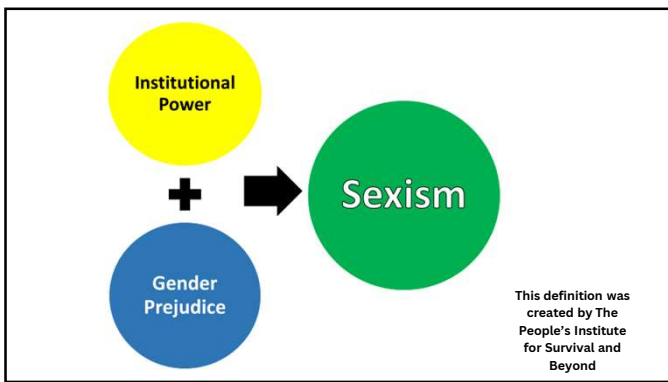 Institutional
Power
Gender
Prejudice
Sexism
This definition was
created by The
People’s Institute
for Survival and
Beyond